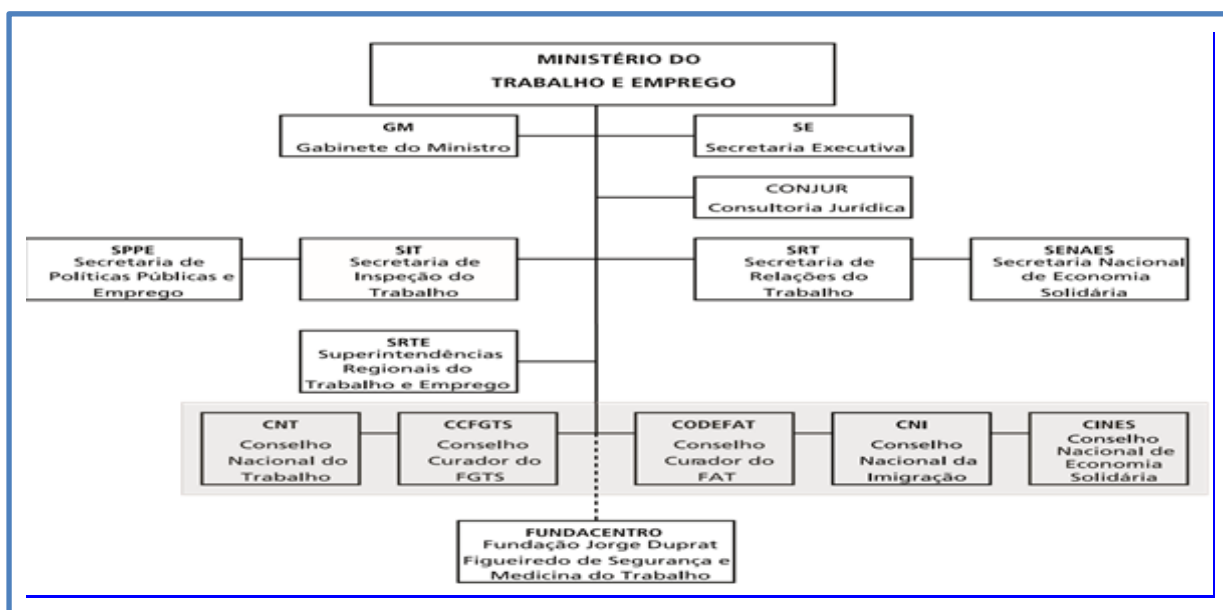 MINISTÉRIO DO
TRABALHO E EMPREGO
GM
Gabinete do Ministro
SE
Secretaria Executiva
CONJUR
Consultoria Jurídica
SPPE
Secretaria de
Políticas Públicas e
Emprego
SIT
Secretaria de
Inspeção do
Trabalho
SRT
Secretaria de
Relações do
Trabalho
SENAES
Secretaria Nacional
de Economia
Solidária
SRTE
Superintendências
Regionais do
Trabalho e Emprego
CNT
Conselho
Nacional do
Trabalho
CCFGTS
Conselho
Curador do
FGTS
CODEFAT
Conselho
Curador do
FAT
CNI
Conselho
Nacional da
Imigração
CINES
Conselho
Nacional de
Economia
Solidária
FUNDACENTRO
Fundação Jorge Duprat
Figueiredo de Segurança e
Medicina do Trabalho